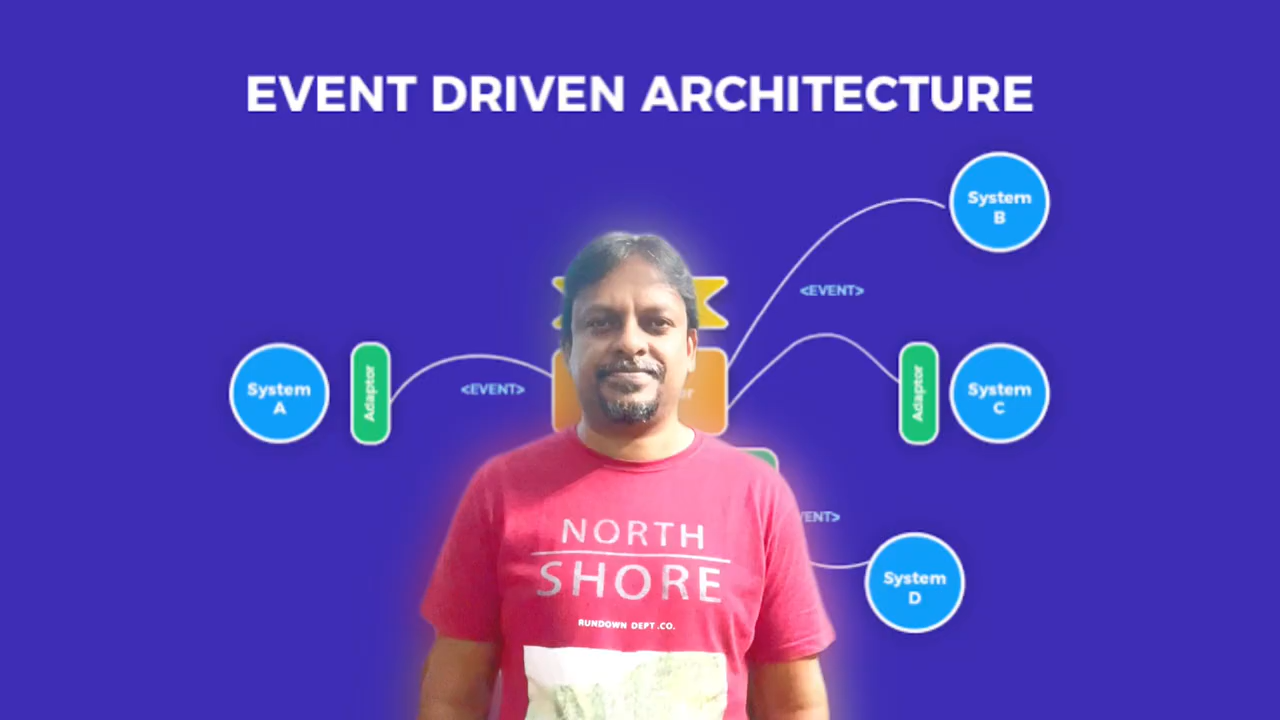 EVENT DRIVEN ARCHITECTURE
System
B
<EVENT>
System
A
Adaptor
<EVENT>
Adaptor
System
C
NORTH
SHORE
RUNDOWN DEPT.CO.
System
D